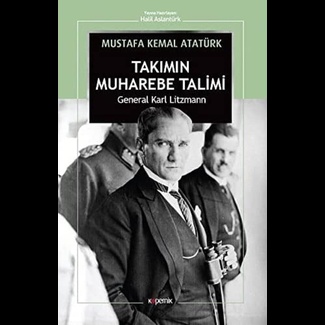 Yayına Hazırlayan:
Halil Aslantürk
MUSTAFA KEMAL ATATÜRK
TAKIMIN
MUHAREBE TALİMİ
General Karl Litzmann
Kopernik